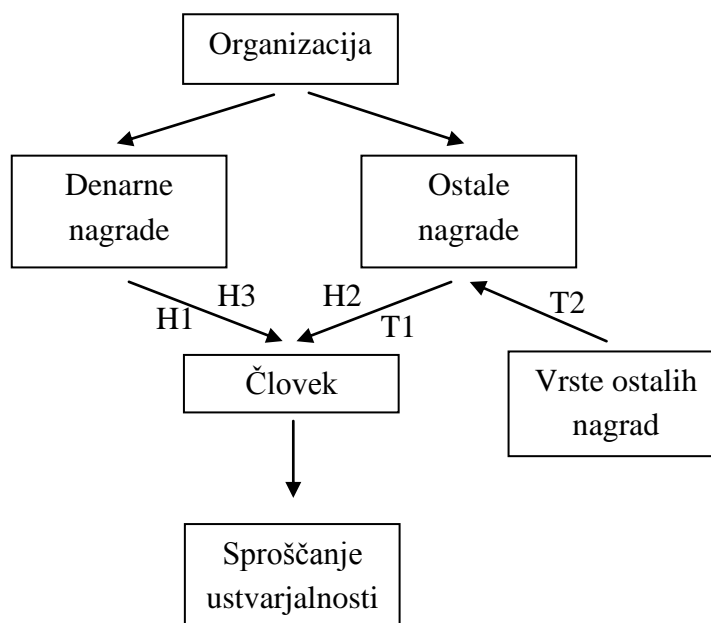 Organizacija
Denarne
nagrade
Ostale
nagrade
H3
H1
H2
T1
T2
Človek
Vrste ostalih
nagrad
Sproščanje
ustvarjalnosti